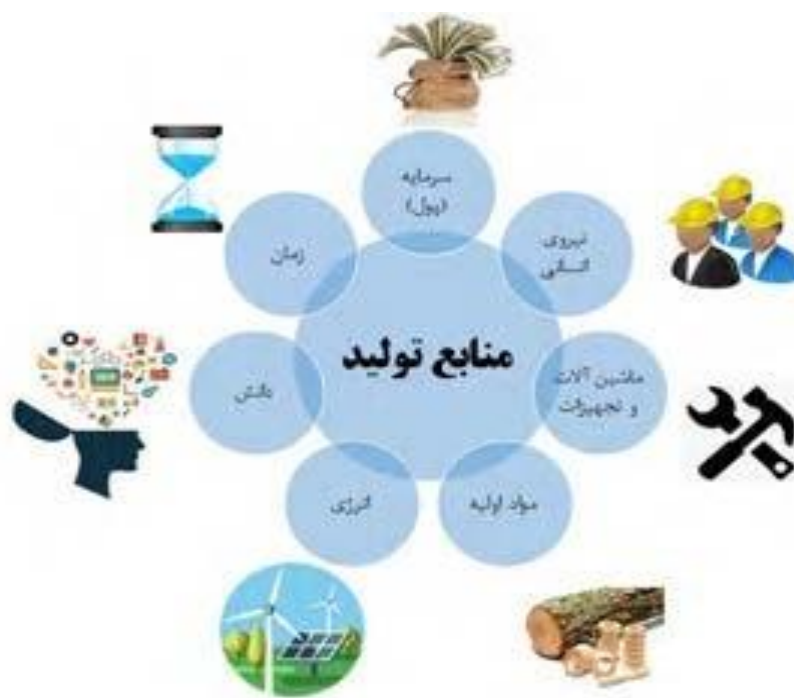 سرمایه
(پول)
نیروی
انسانی
ماشین آلات
و تجهیزات
مواد اولیه
انرژی
دانش
زمان
منابع تولید